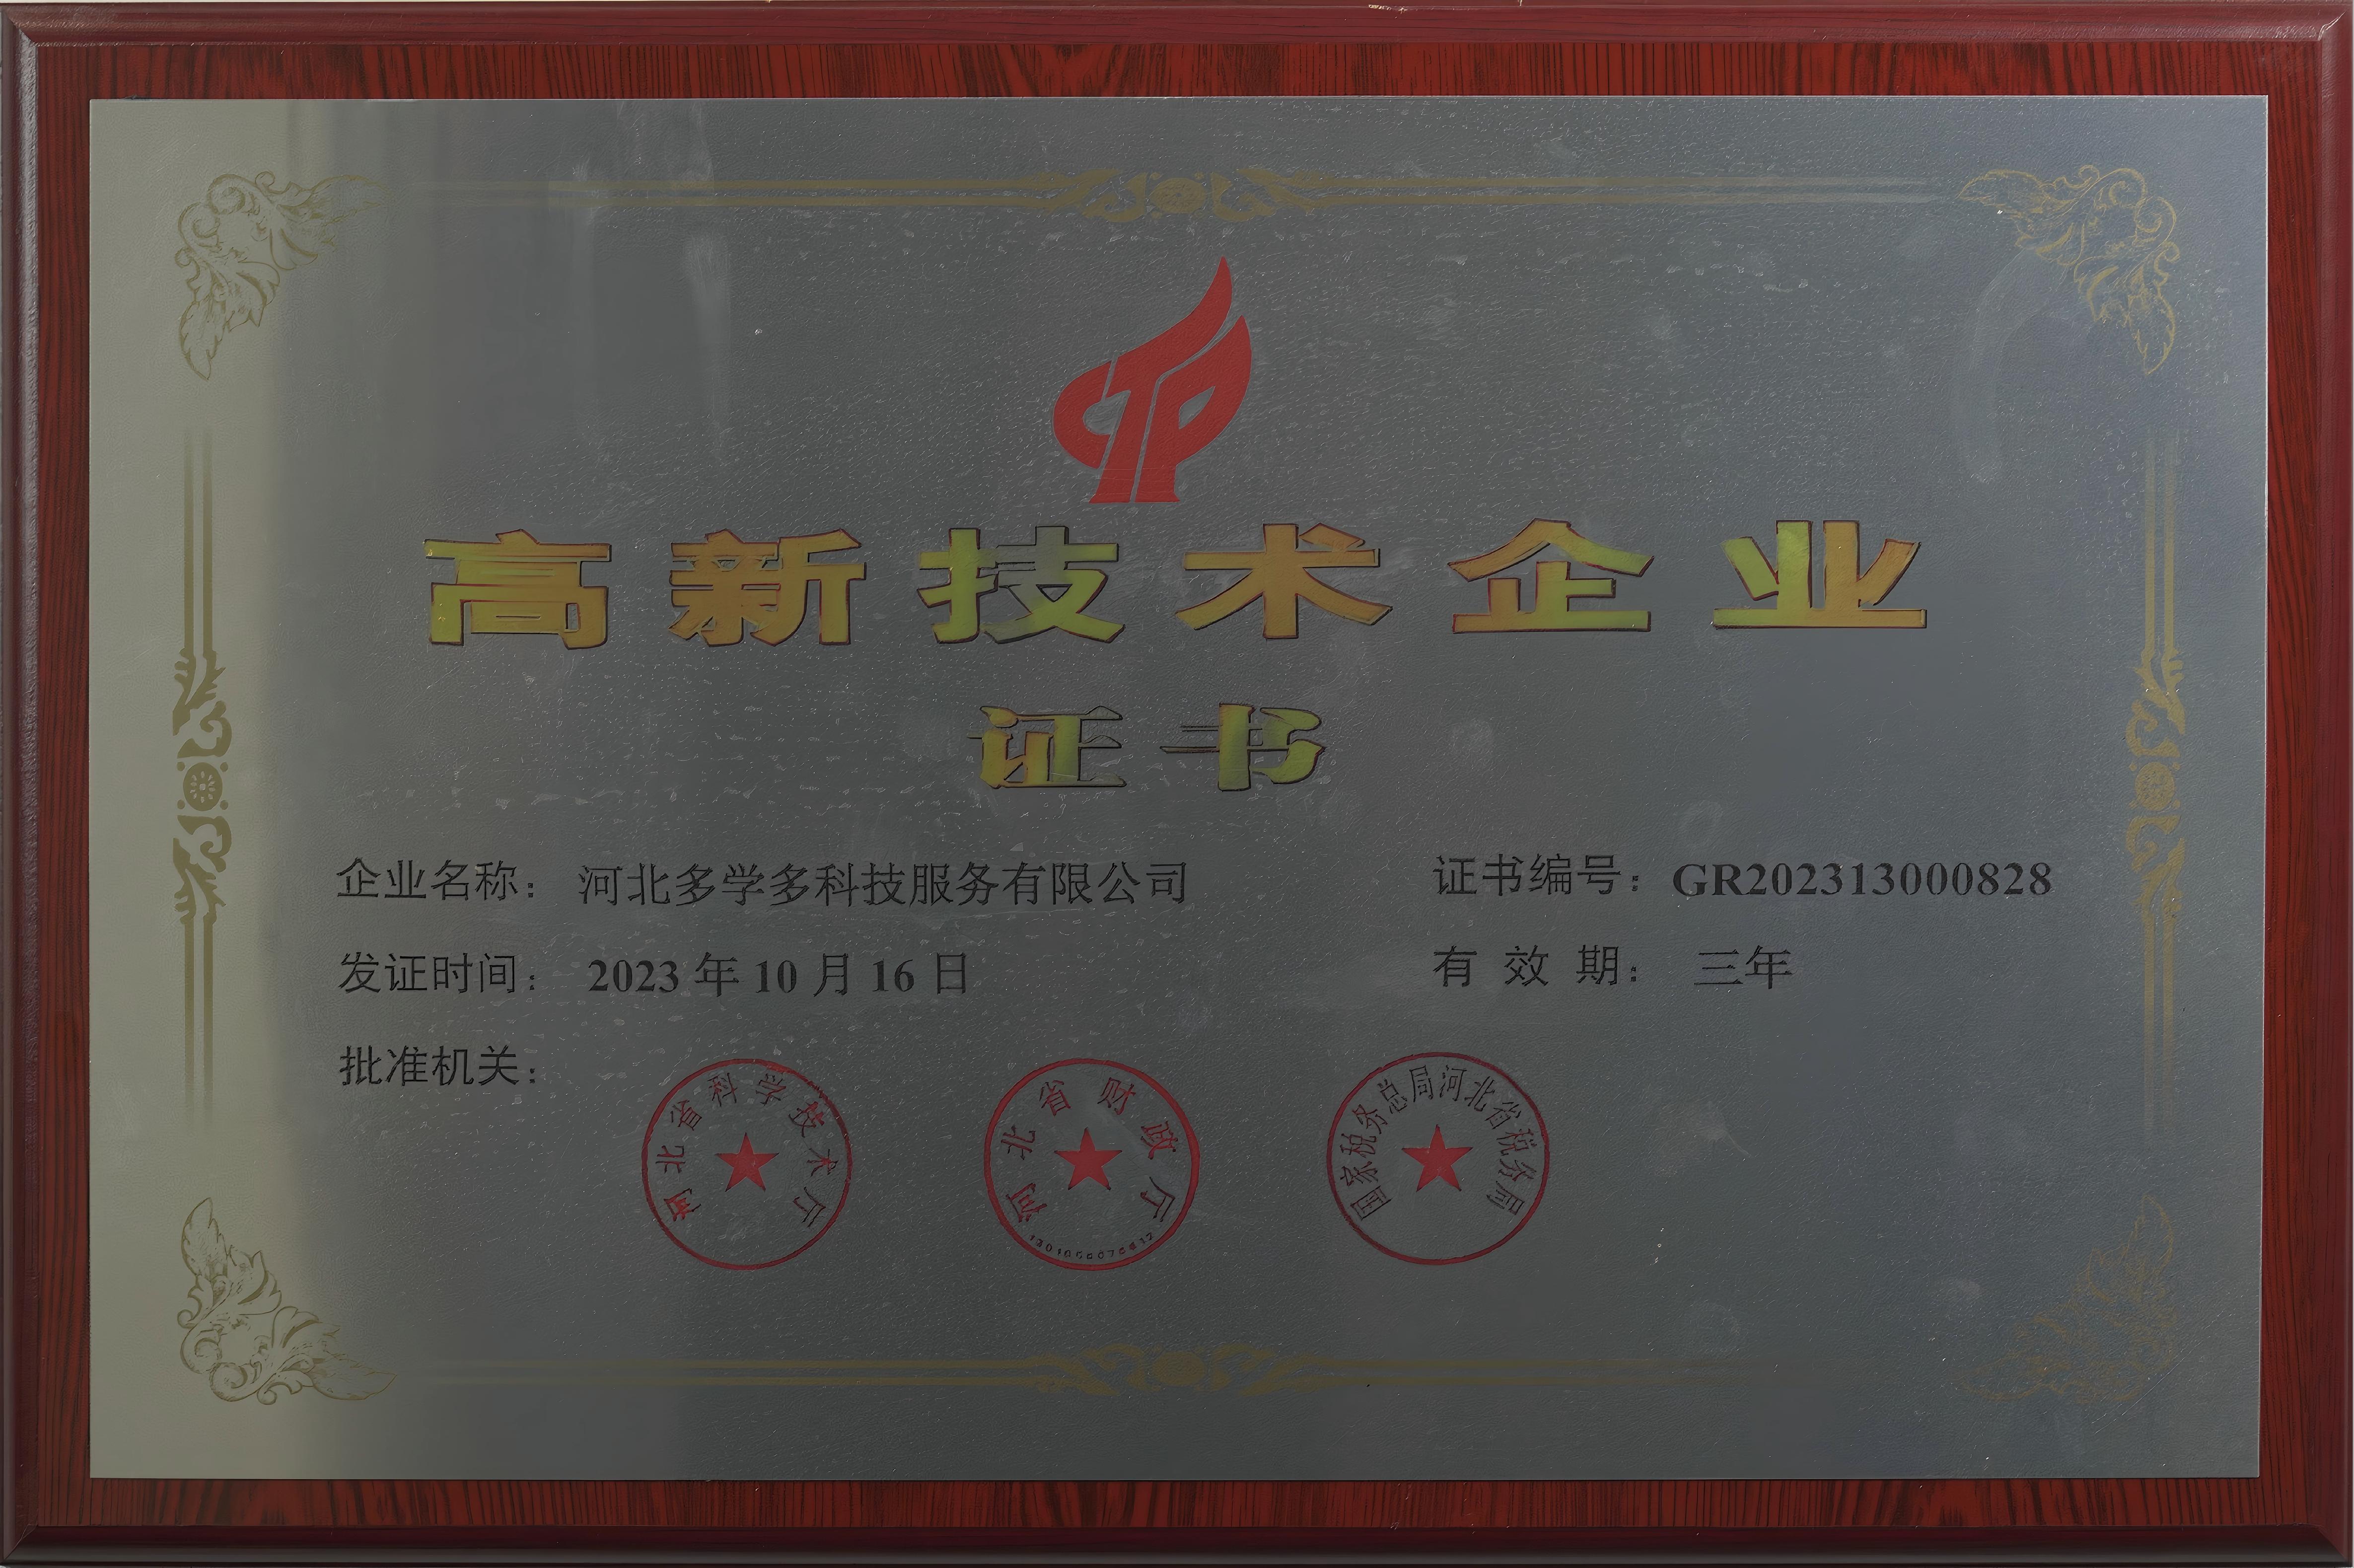 高新技术企业
证书
企业名称：河北多学多科技服务有限公司
证书编号：GR202313000828
发证时间：2023年10月16日
有效期：三年
批准机关：
河北省科学技术厅
河北省财政厅
国家税务总局河北省税务局